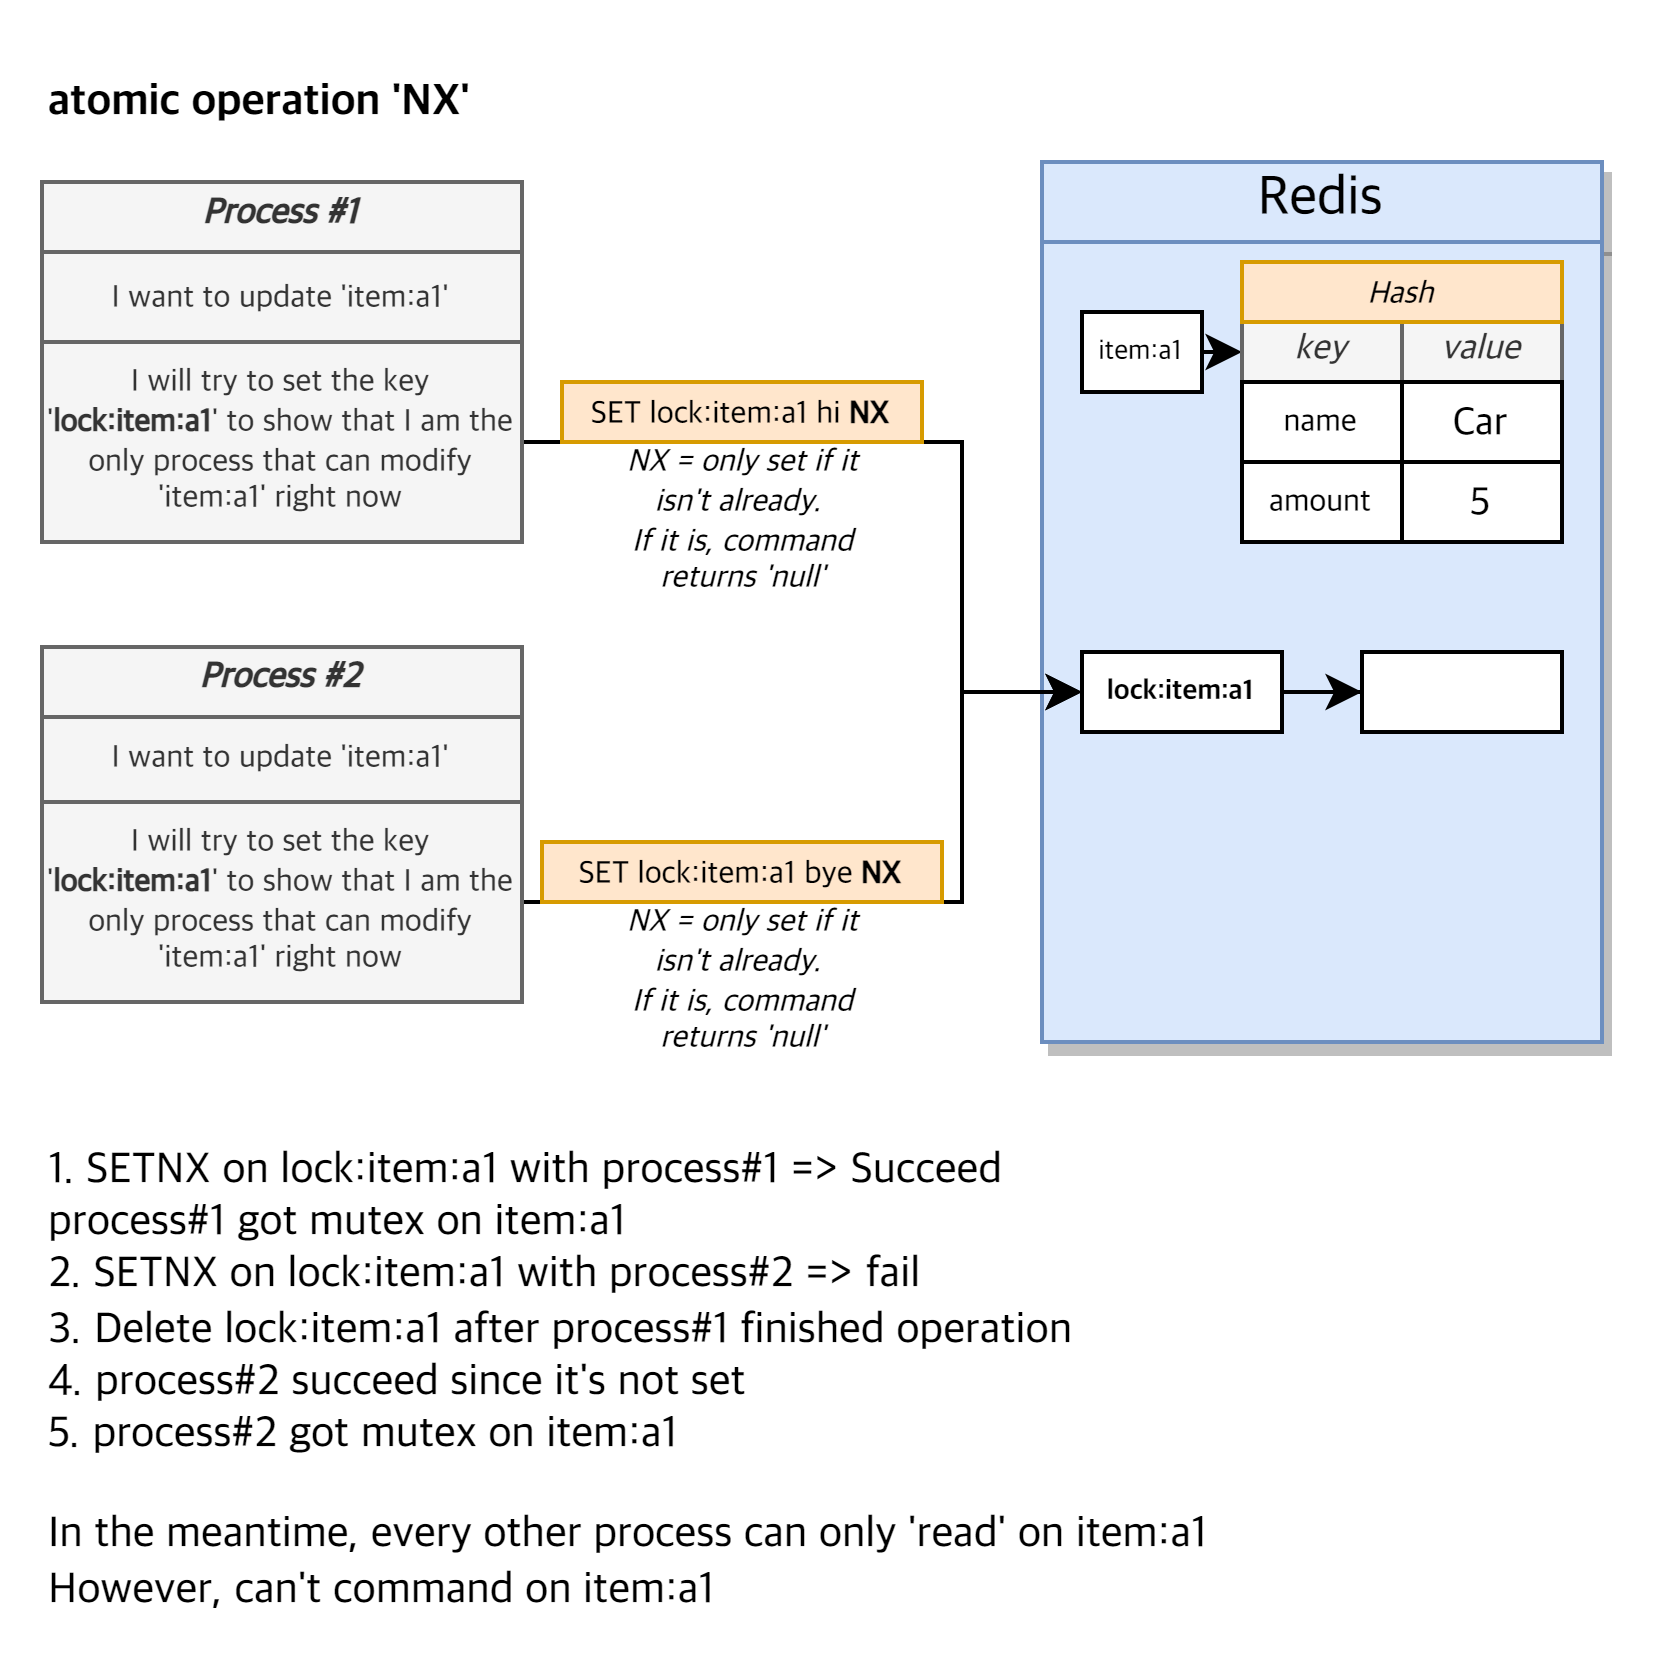 atomic operation 'NX'
Process #1
I want to update 'item:a1'
I will try to set the key
'lock:item:a1' to show that I am the
only process that can modify
'item:a1' right now
SET lock:item:a1 hi NX
NX = only set if it
isn't already.
If it is, command
returns 'null'
Process #2
I want to update 'item:a1'
I will try to set the key
'lock:item:a1' to show that I am the
only process that can modify
'item:a1' right now
SET lock:item:a1 bye NX
NX = only set if it
isn't already.
If it is, command
returns 'null'
Redis
item:a1
Hash
key value
name Car
amount 5
lock:item:a1
1. SETNX on lock:item:a1 with process#1 => Succeed
process#1 got mutex on item:a1
2. SETNX on lock:item:a1 with process#2 => fail
3. Delete lock:item:a1 after process#1 finished operation
4. process#2 succeed since it's not set
5. process#2 got mutex on item:a1
In the meantime, every other process can only 'read' on item:a1
However, can't command on item:a1